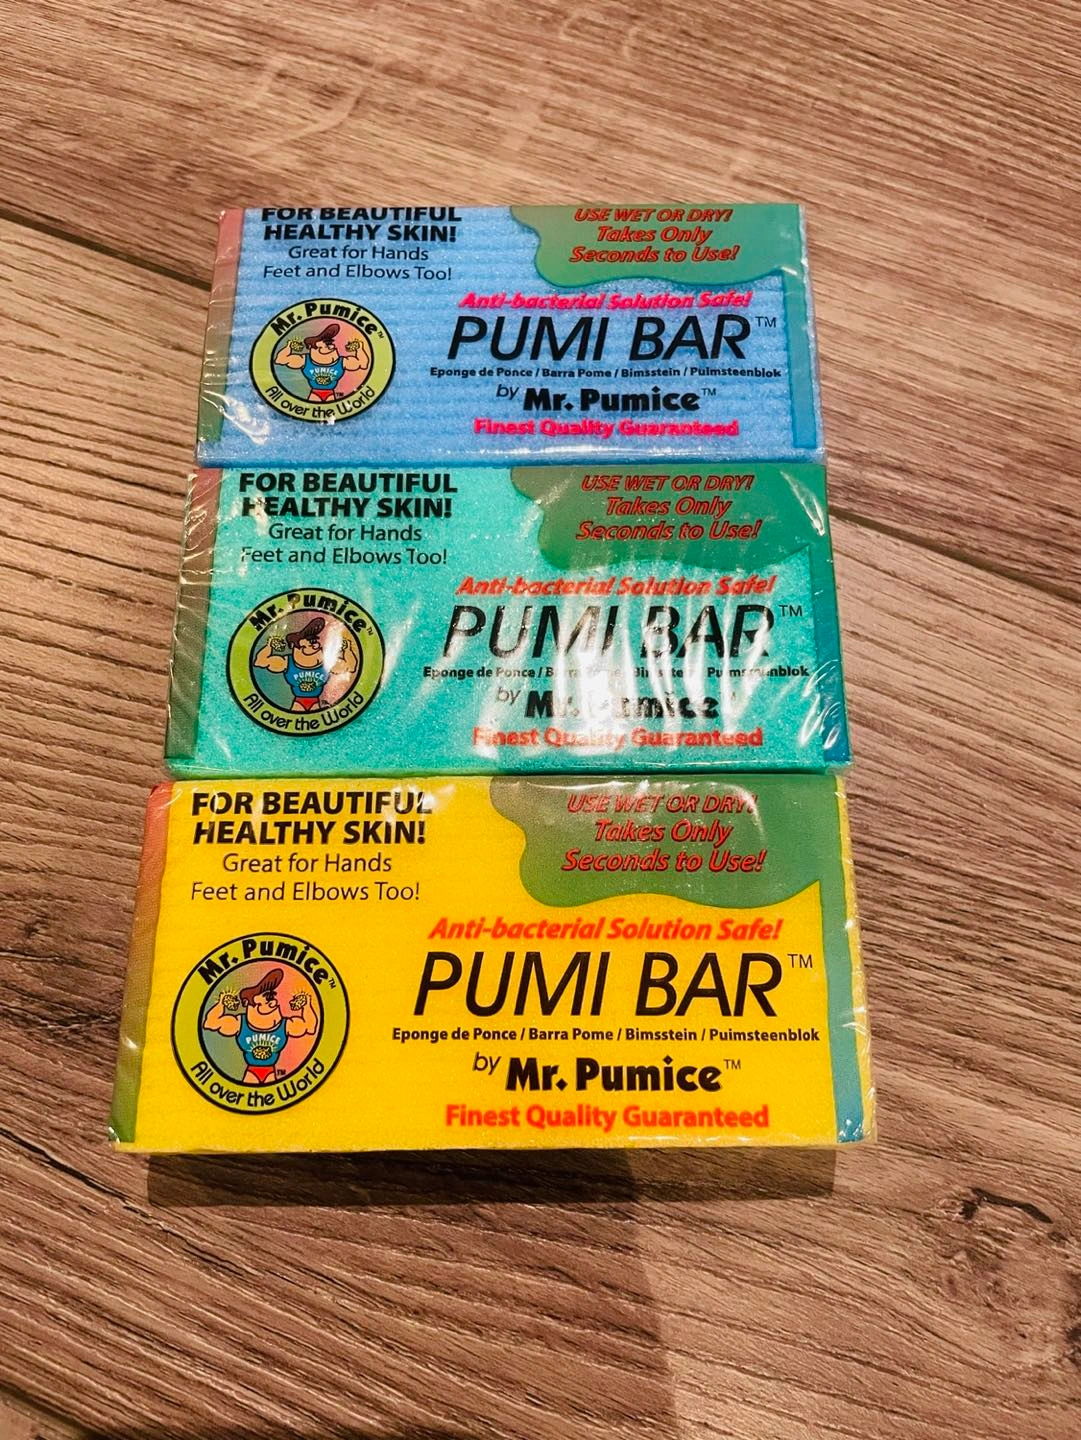 FOR BEAUTIFUL
HEALTHY SKIN!
Great for Hands
Feet and Elbows Too!
USE WET OR DRY!
Takes Only
Seconds to Use!
Mr. Pumice™
PUMICE
All over the World
Anti-bacterial Solution Safe!
PUMI BAR™
Eponge de Ponce / Barra Pome / Bimsstein / Puimsteenblok
by Mr. Pumice™
Finest Quality Guaranteed
FOR BEAUTIFUL
HEALTHY SKIN!
Great for Hands
Feet and Elbows Too!
USE WET OR DRY!
Takes Only
Seconds to Use!
Mr. Pumice™
PUMICE
All over the World
Anti-bacterial Solution Safe!
PUMI BAR™
Eponge de Ponce /
by Mr. Pumice
Finest Quality Guaranteed
FOR BEAUTIFUL
HEALTHY SKIN!
Great for Hands
Feet and Elbows Too!
USE WET OR DRY!
Takes Only
Seconds to Use!
Mr. Pumice™
PUMICE
All over the World
Anti-bacterial Solution Safe!
PUMI BAR™
Eponge de Ponce / Barra Pome / Bimsstein / Puimsteenblok
by Mr. Pumice™
Finest Quality Guaranteed